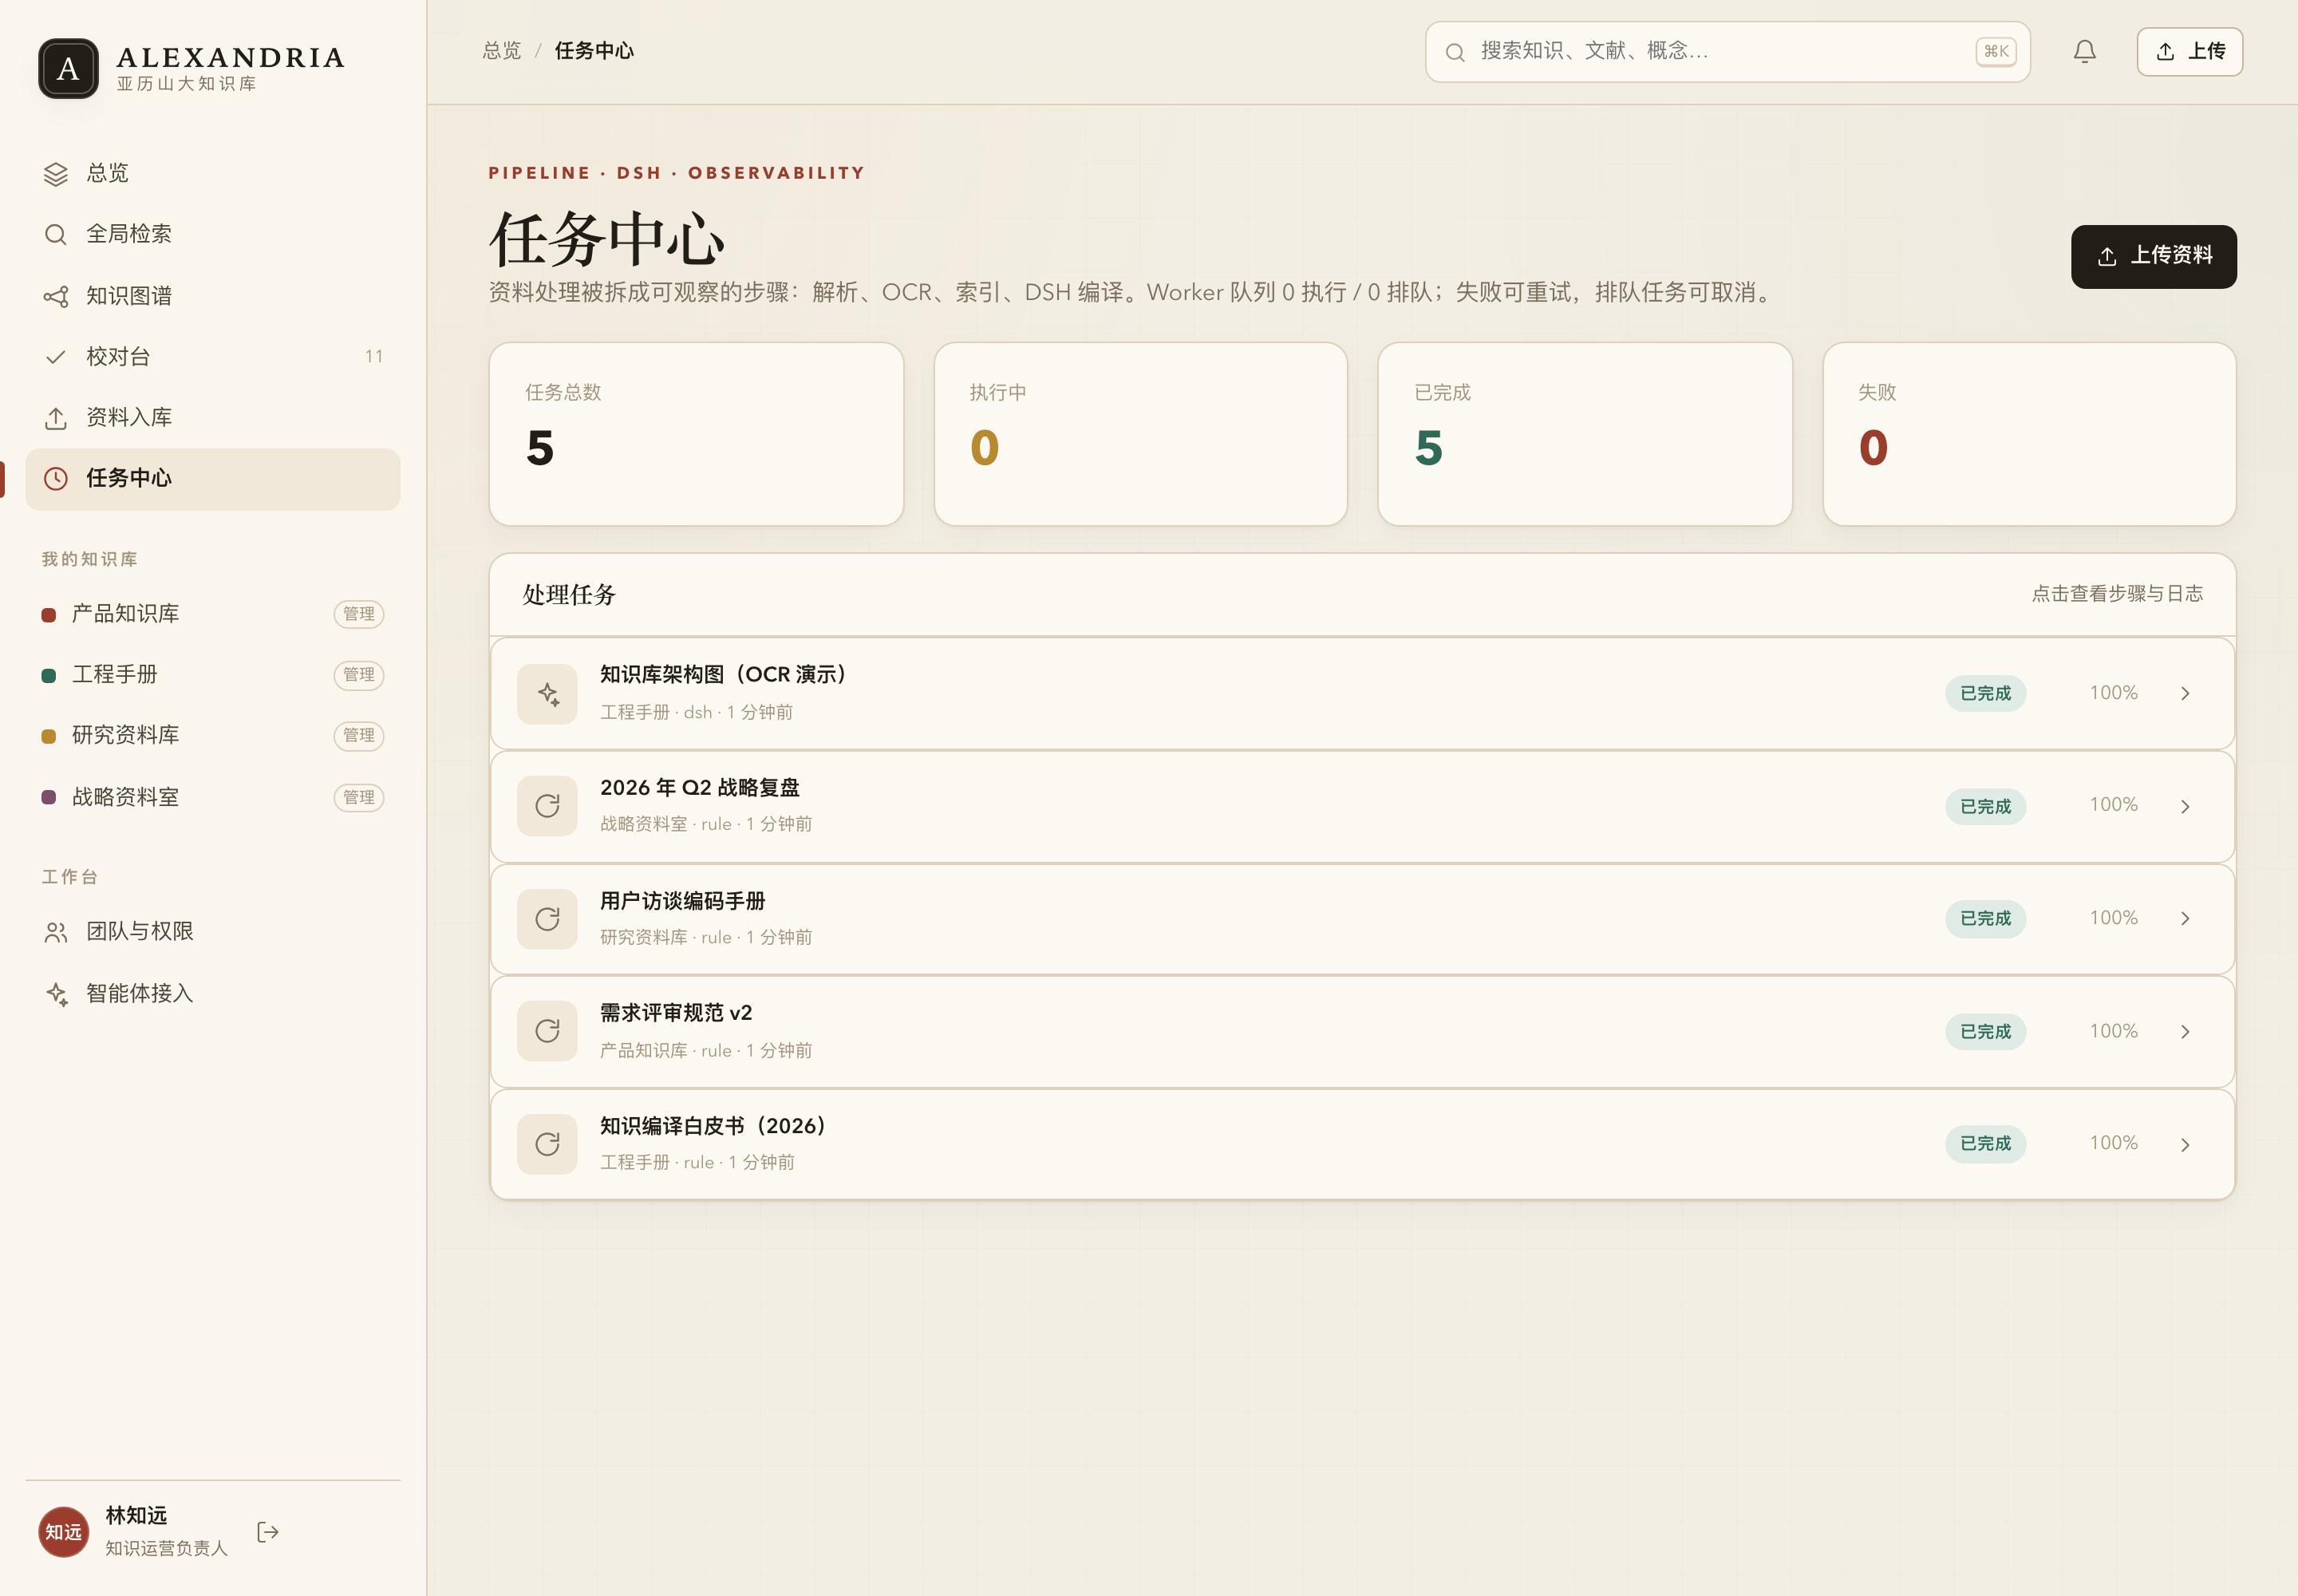 A
ALEXANDRIA
亚历山大知识库
总览
全局检索
知识图谱
校对台 11
资料入库
任务中心
我的知识库
产品知识库 管理
工程手册 管理
研究资料库 管理
战略资料室 管理
工作台
团队与权限
智能体接入
知远
林知远
知识运营负责人
总览 / 任务中心
搜索知识、文献、概念… ⌘K
上传
PIPELINE · DSH · OBSERVABILITY
任务中心
资料处理被拆成可观察的步骤：解析、OCR、索引、DSH 编译。Worker 队列 0 执行 / 0 排队；失败可重试，排队任务可取消。
上传资料
任务总数
5
执行中
0
已完成
5
失败
0
处理任务 点击查看步骤与日志
知识库架构图（OCR 演示）
工程手册 · dsh · 1 分钟前
已完成 100%
2026 年 Q2 战略复盘
战略资料室 · rule · 1 分钟前
已完成 100%
用户访谈编码手册
研究资料库 · rule · 1 分钟前
已完成 100%
需求评审规范 v2
产品知识库 · rule · 1 分钟前
已完成 100%
知识编译白皮书（2026）
工程手册 · rule · 1 分钟前
已完成 100%